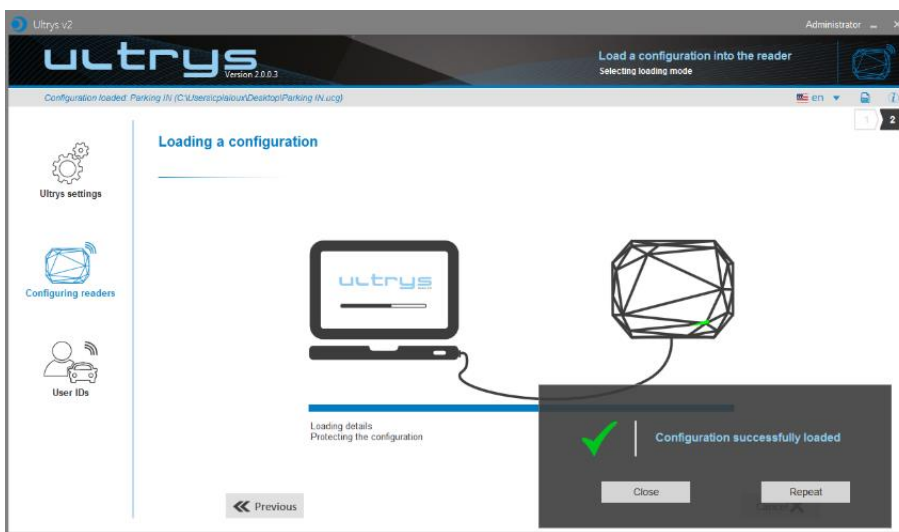 Ultrys v2
Administrator
ultrys
Version 2.0.0.3
Load a configuration into the reader
Selecting loading mode
Configuration loaded: Parking IN (C:\Users\cpialoux\Desktop\Parking IN.ucg)
en
1 2
Loading a configuration
Ultrys settings
ultrys
Configuring readers
User IDs
Loading details
Protecting the configuration
Configuration successfully loaded
Close Repeat
Previous
Cancel